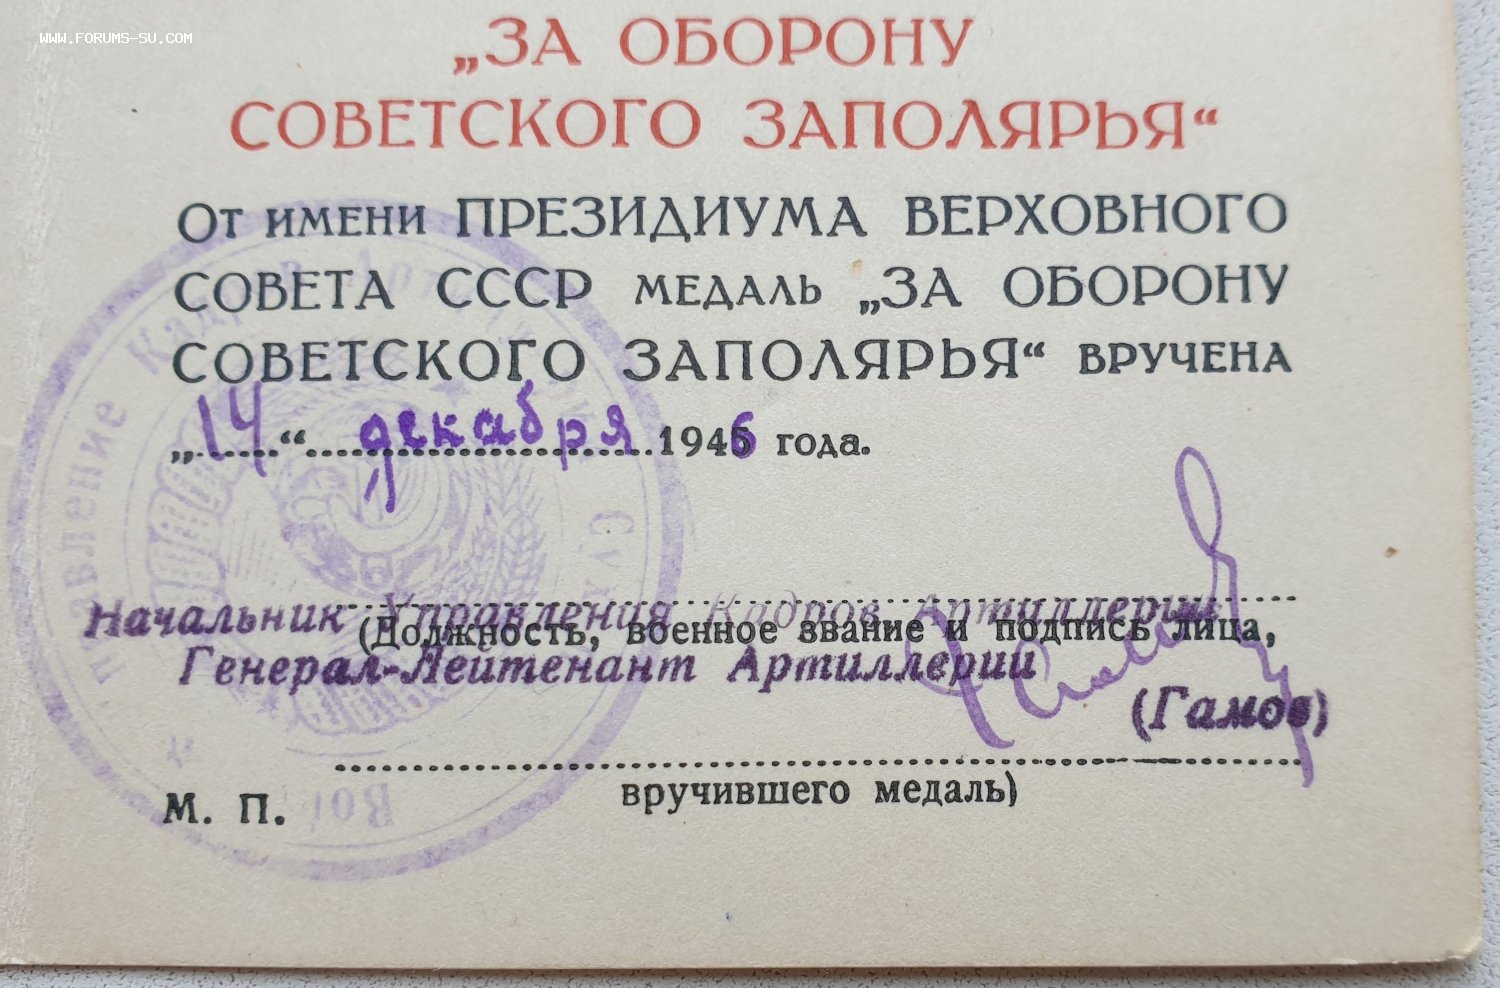 www.FORUMS-SU.COM
„ЗА ОБОРОНУ
СОВЕТСКОГО ЗАПОЛЯРЬЯ“
От имени ПРЕЗИДИУМА ВЕРХОВНОГО
СОВЕТА СССР медаль „ЗА ОБОРОНУ
СОВЕТСКОГО ЗАПОЛЯРЬЯ“ вручена
„14“ декабря 1946 года.
Начальник Управления Кадров Артиллерии
(Должность, военное звание и подпись лица,
Генерал-Лейтенант Артиллерии
(Гамов)
вручившего медаль)
М. П.
Управление Кадров